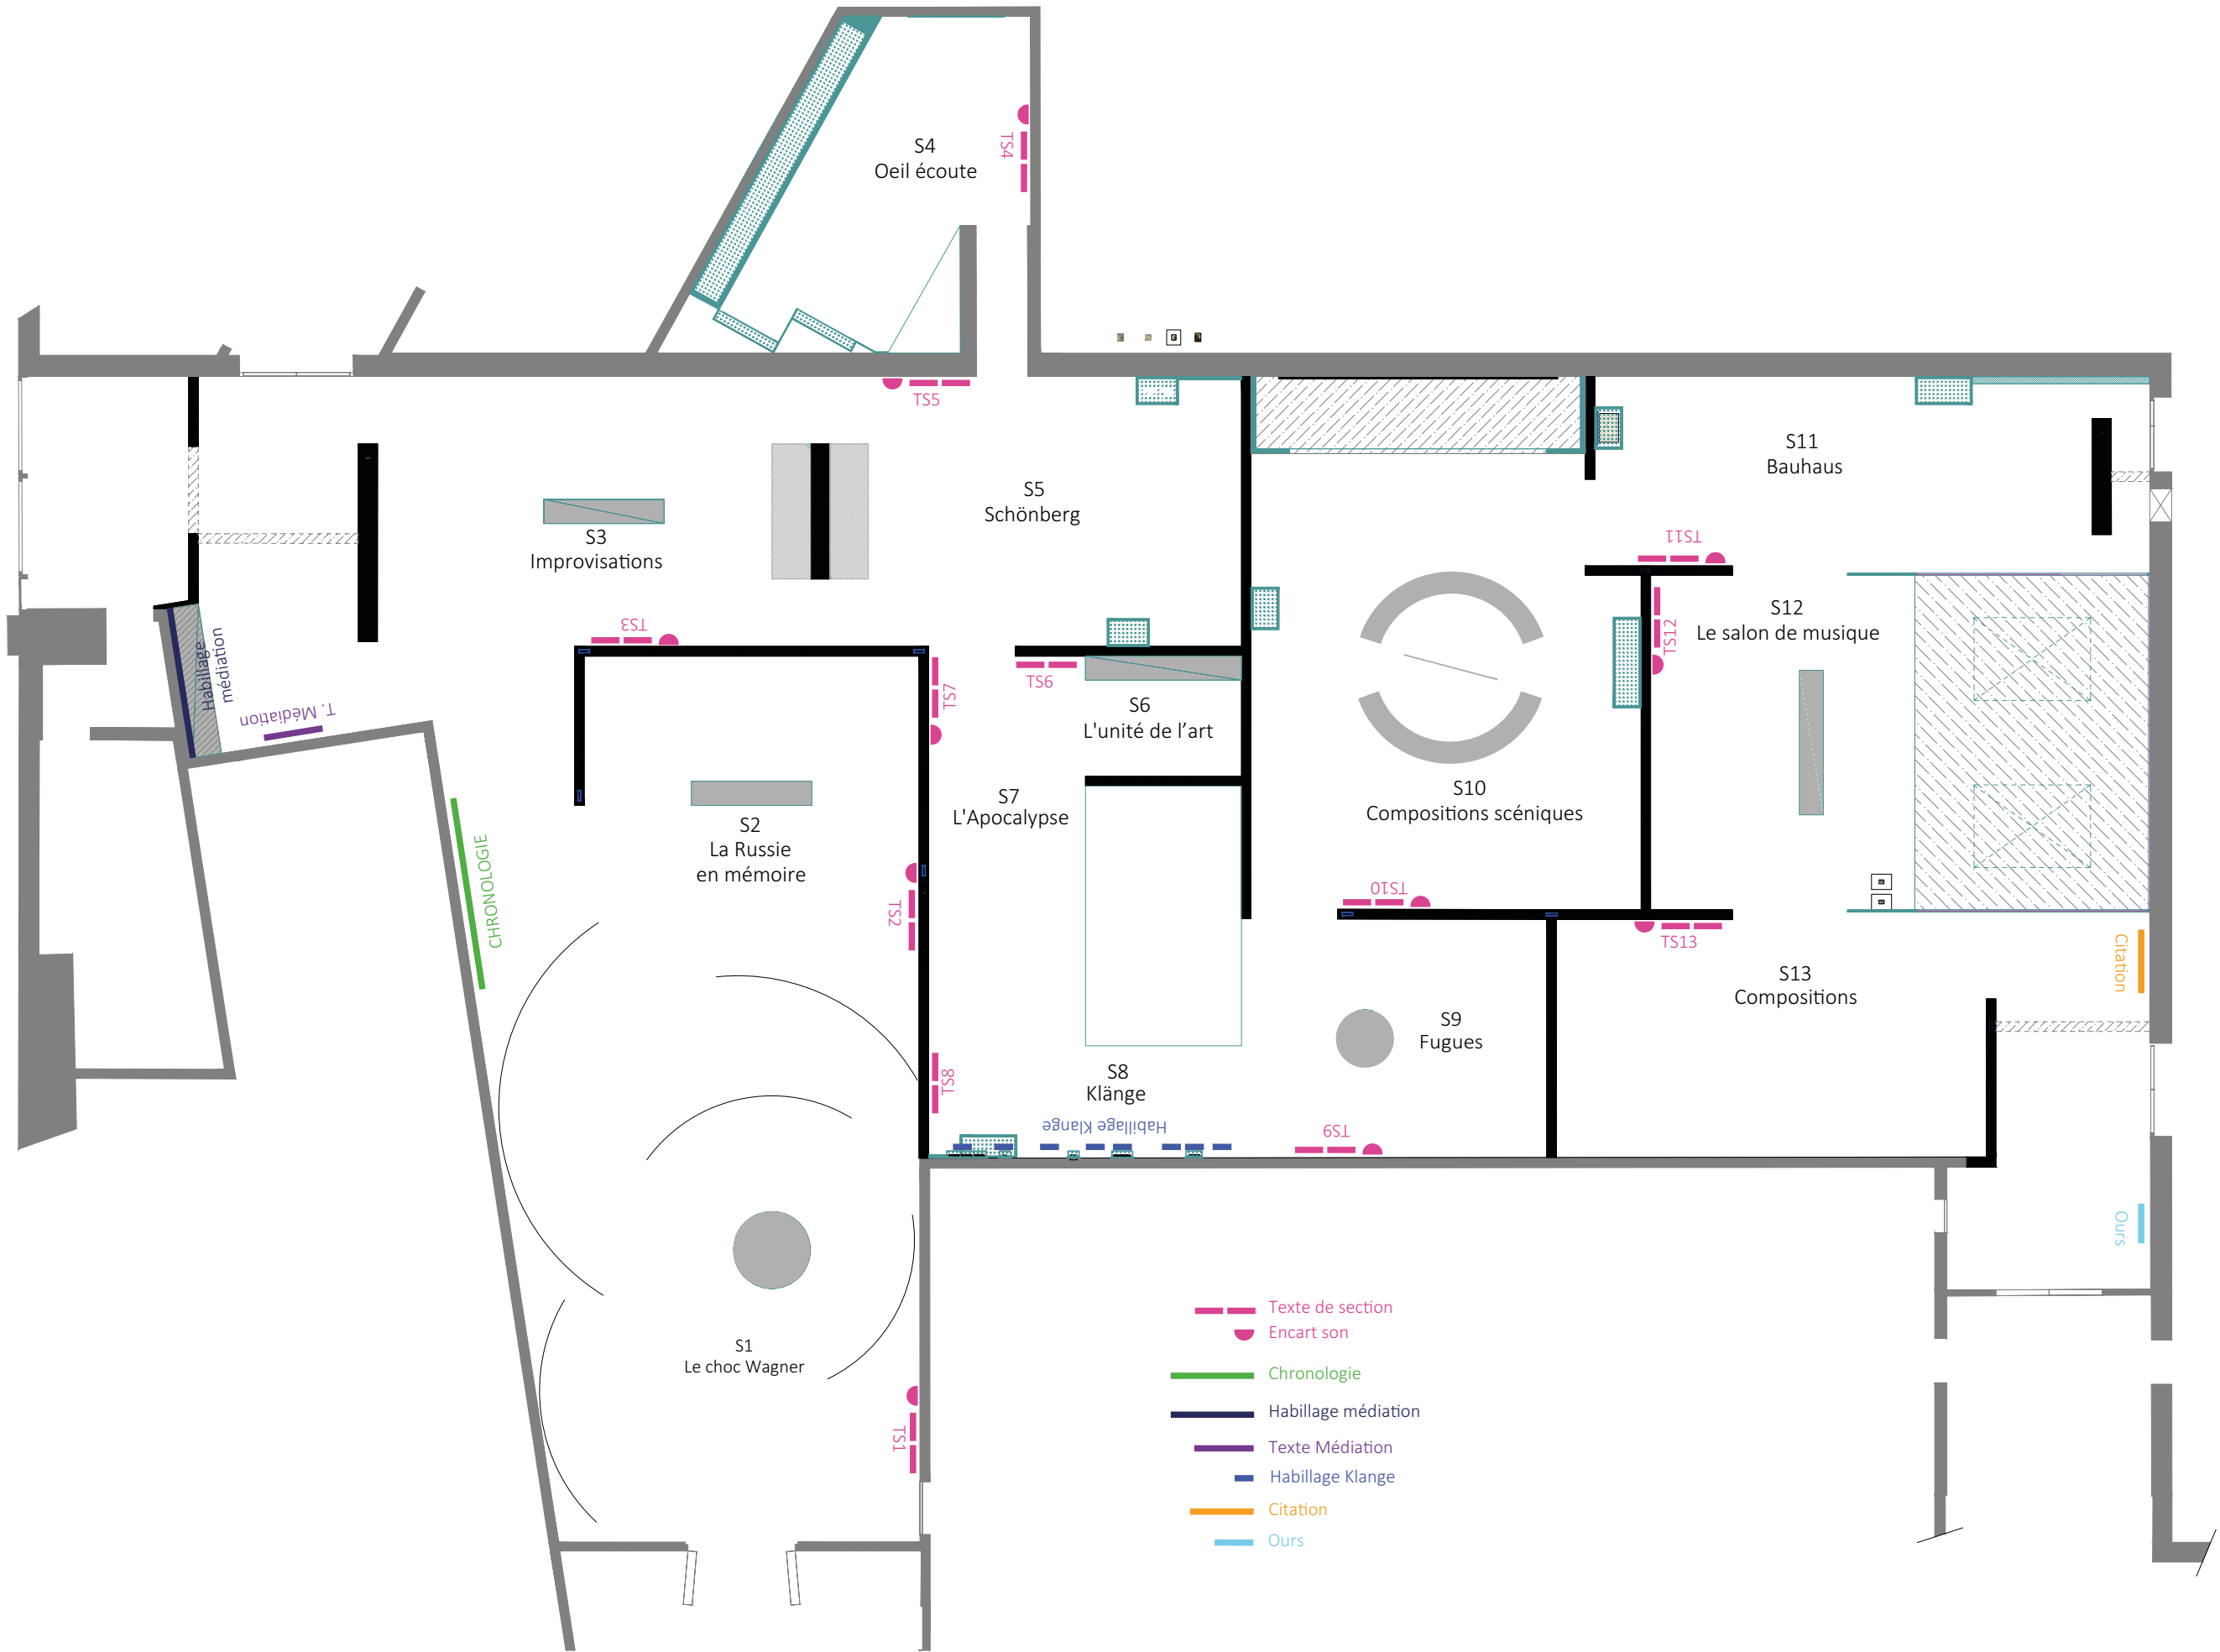 S4
Oeil écoute
TS4
TS5
S11
Bauhaus
S5
Schönberg
S3
Improvisations
TS11
TS3
S12
Le salon de musique
TS12
Habillage
médiation
T. Médiation
TS7
TS6
S6
L'unité de l’art
S7
L'Apocalypse
S10
Compositions scéniques
S2
La Russie
en mémoire
CHRONOLOGIE
TS2
TS10
TS13
Citation
S13
Compositions
S9
Fugues
S8
Klänge
TS8
Habillage Klange
TS9
Ours
S1
Le choc Wagner
TS1
Texte de section
Encart son
Chronologie
Habillage médiation
Texte Médiation
Habillage Klange
Citation
Ours